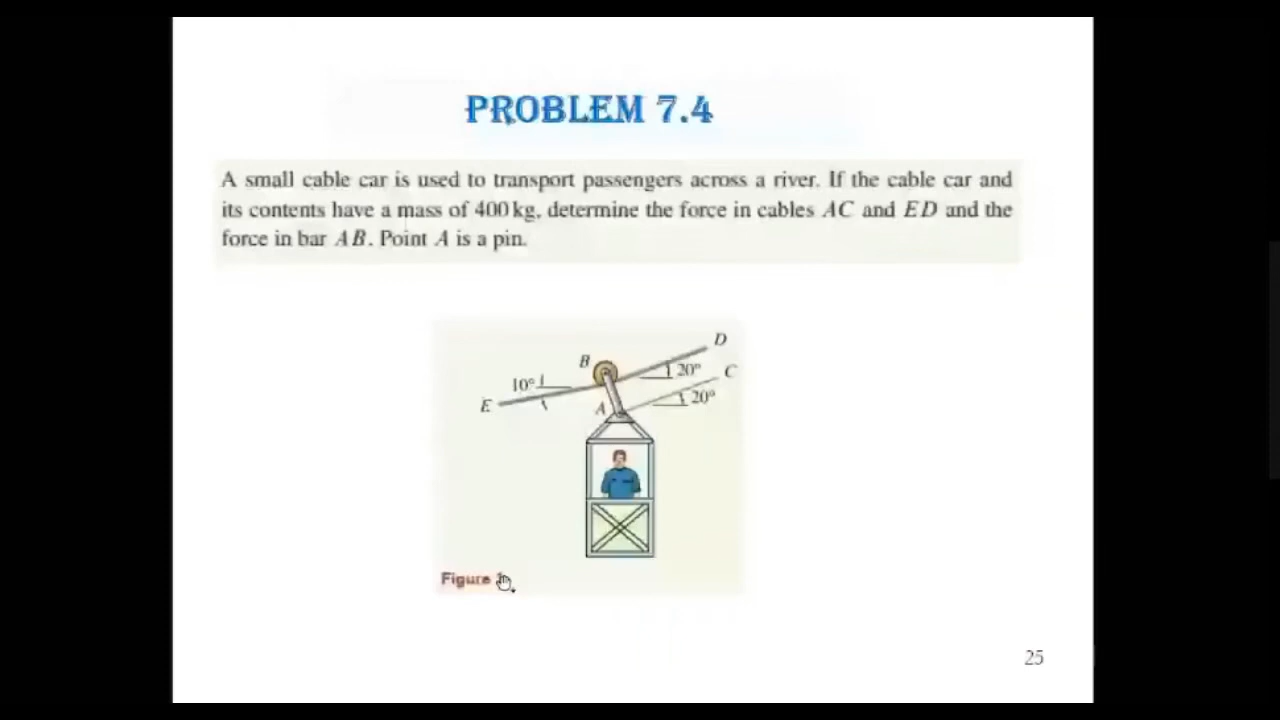 PROBLEM 7.4
A small cable car is used to transport passengers across a river. If the cable car and
its contents have a mass of 400 kg, determine the force in cables AC and ED and the
force in bar AB. Point A is a pin.
D
B
20°
C
10°
E
A
20°
Figure
25